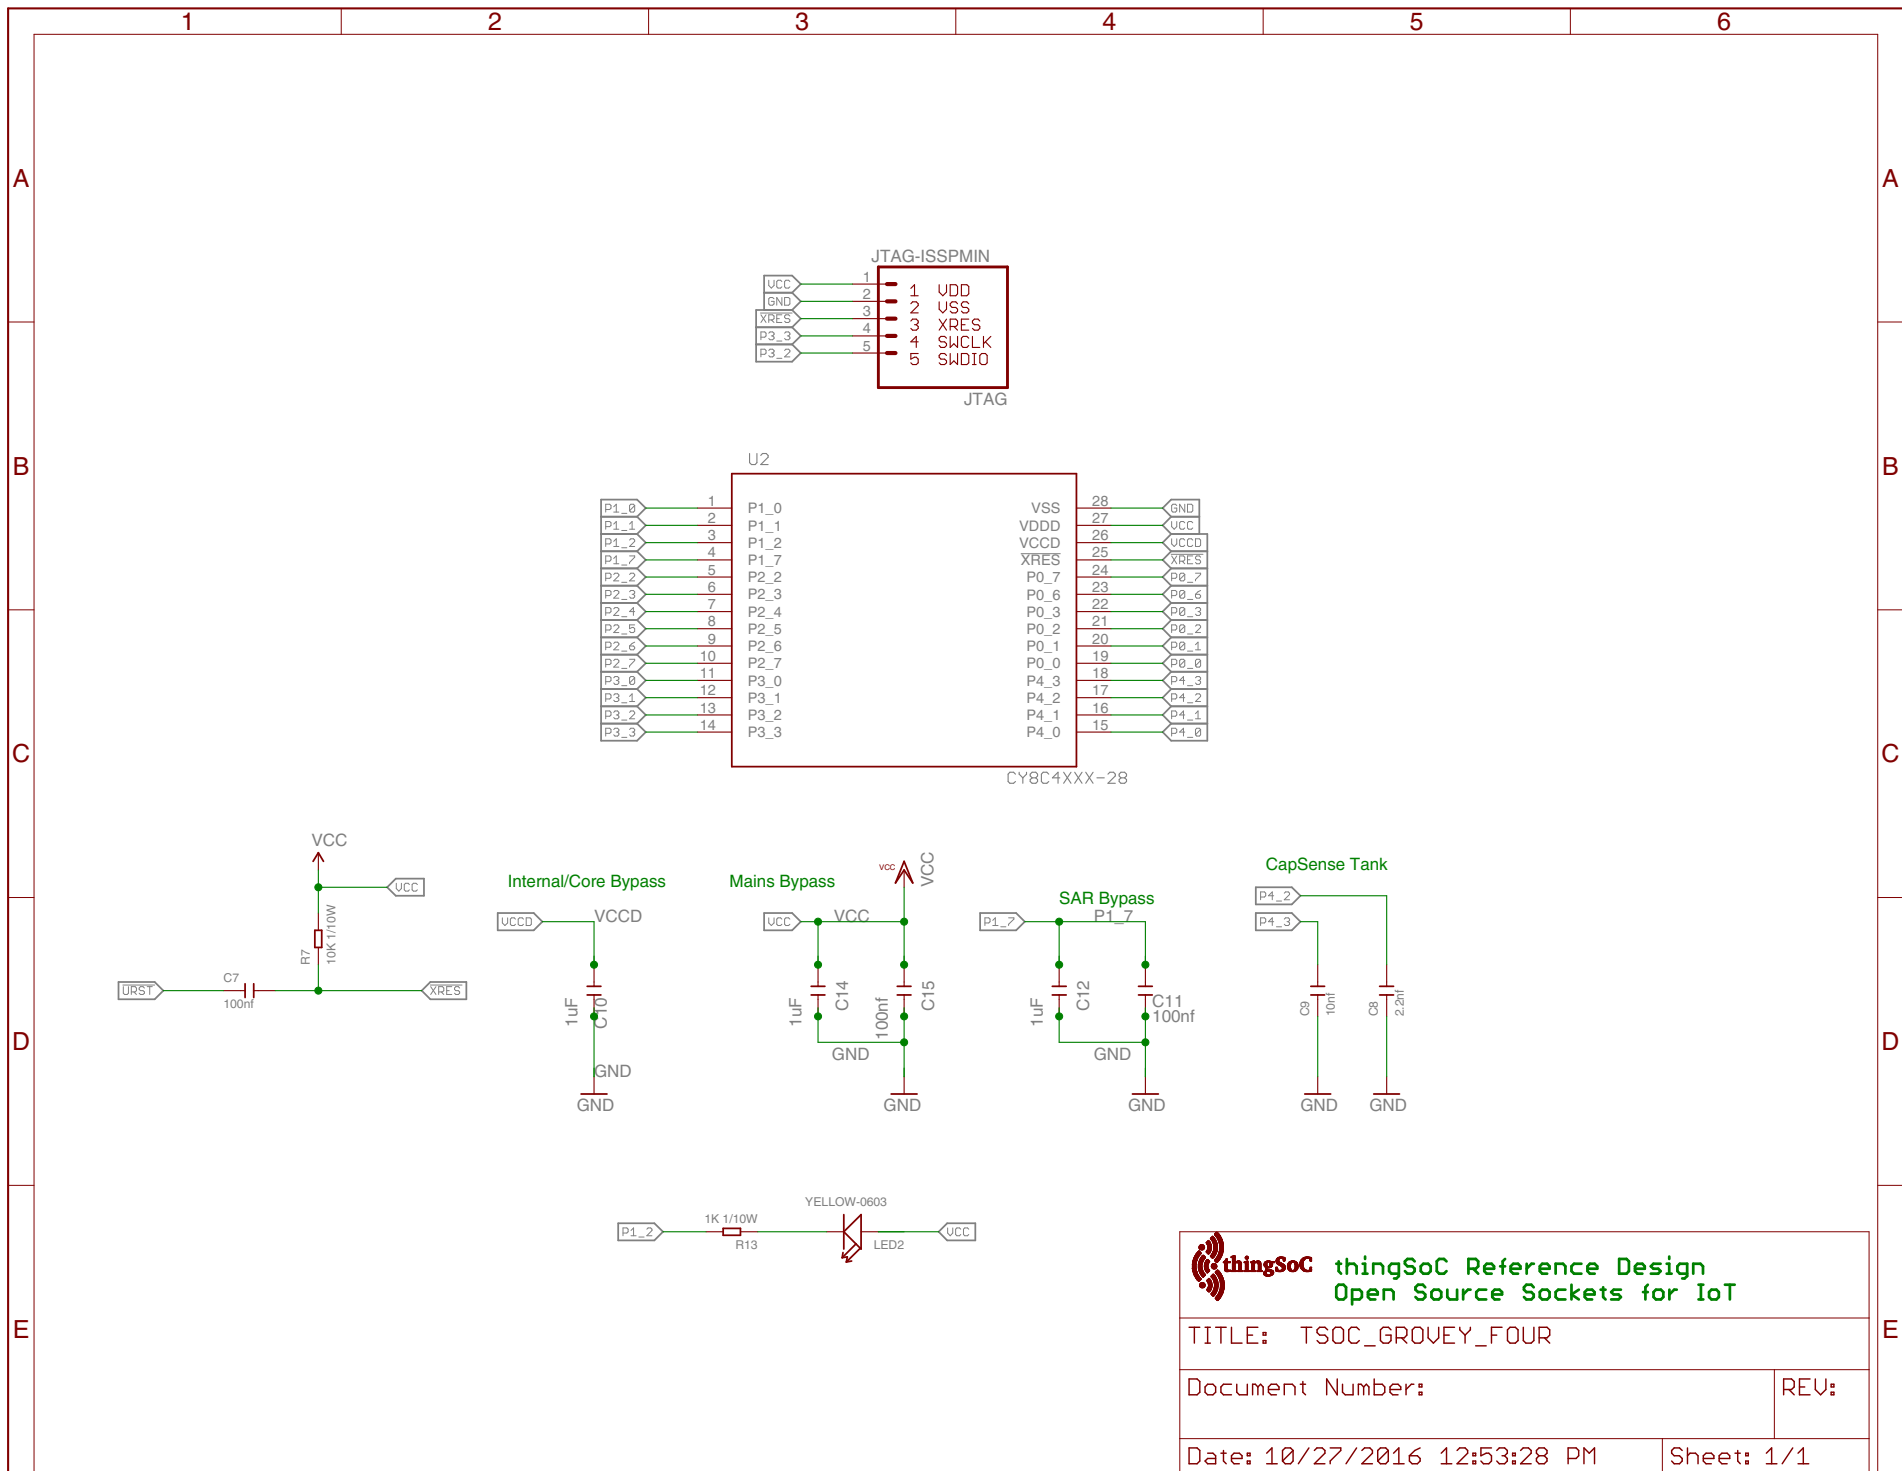 1 2 3 4 5 6
A A
JTAG-ISSPMIN
VCC 1 1 VDD
GND 2 2 VSS
XRES 3 3 XRES
P3_3 4 4 SWCLK
P3_2 5 5 SWDIO
JTAG
B B
U2
P1_0 1 P1_0 VSS 28 GND
P1_1 2 P1_1 VDDD 27 VCC
P1_2 3 P1_2 VCCD 26 VCCD
P1_7 4 P1_7 XRES 25 XRES
P2_2 5 P2_2 P0_7 24 P0_7
P2_3 6 P2_3 P0_6 23 P0_6
P2_4 7 P2_4 P0_3 22 P0_3
P2_5 8 P2_5 P0_2 21 P0_2
P2_6 9 P2_6 P0_1 20 P0_1
P2_7 10 P2_7 P0_0 19 P0_0
P3_0 11 P3_0 P4_3 18 P4_3
P3_1 12 P3_1 P4_2 17 P4_2
P3_2 13 P3_2 P4_1 16 P4_1
P3_3 14 P3_3 P4_0 15 P4_0
CY8C4XXX-28
C C
VCC
VCC
R7
10K 1/10W
URST
C7
100nf
XRES
Internal/Core Bypass
VCCD VCCD
1uF
C10
GND
GND
Mains Bypass
VCC VCC
VCC VCC
1uF
C14
100nf
C15
GND
GND
SAR Bypass
P1_7 P1_7
1uF
C12
C11
100nf
GND
GND
CapSense Tank
P4_2
P4_3
C9
10nf
C8
2.2nf
GND GND
D D
YELLOW-0603
P1_2 1K 1/10W VCC
R13 LED2
thingSoC thingSoC Reference Design
Open Source Sockets for IoT
E E
TITLE: TSOC_GROVEY_FOUR
Document Number: REV:
Date: 10/27/2016 12:53:28 PM Sheet: 1/1